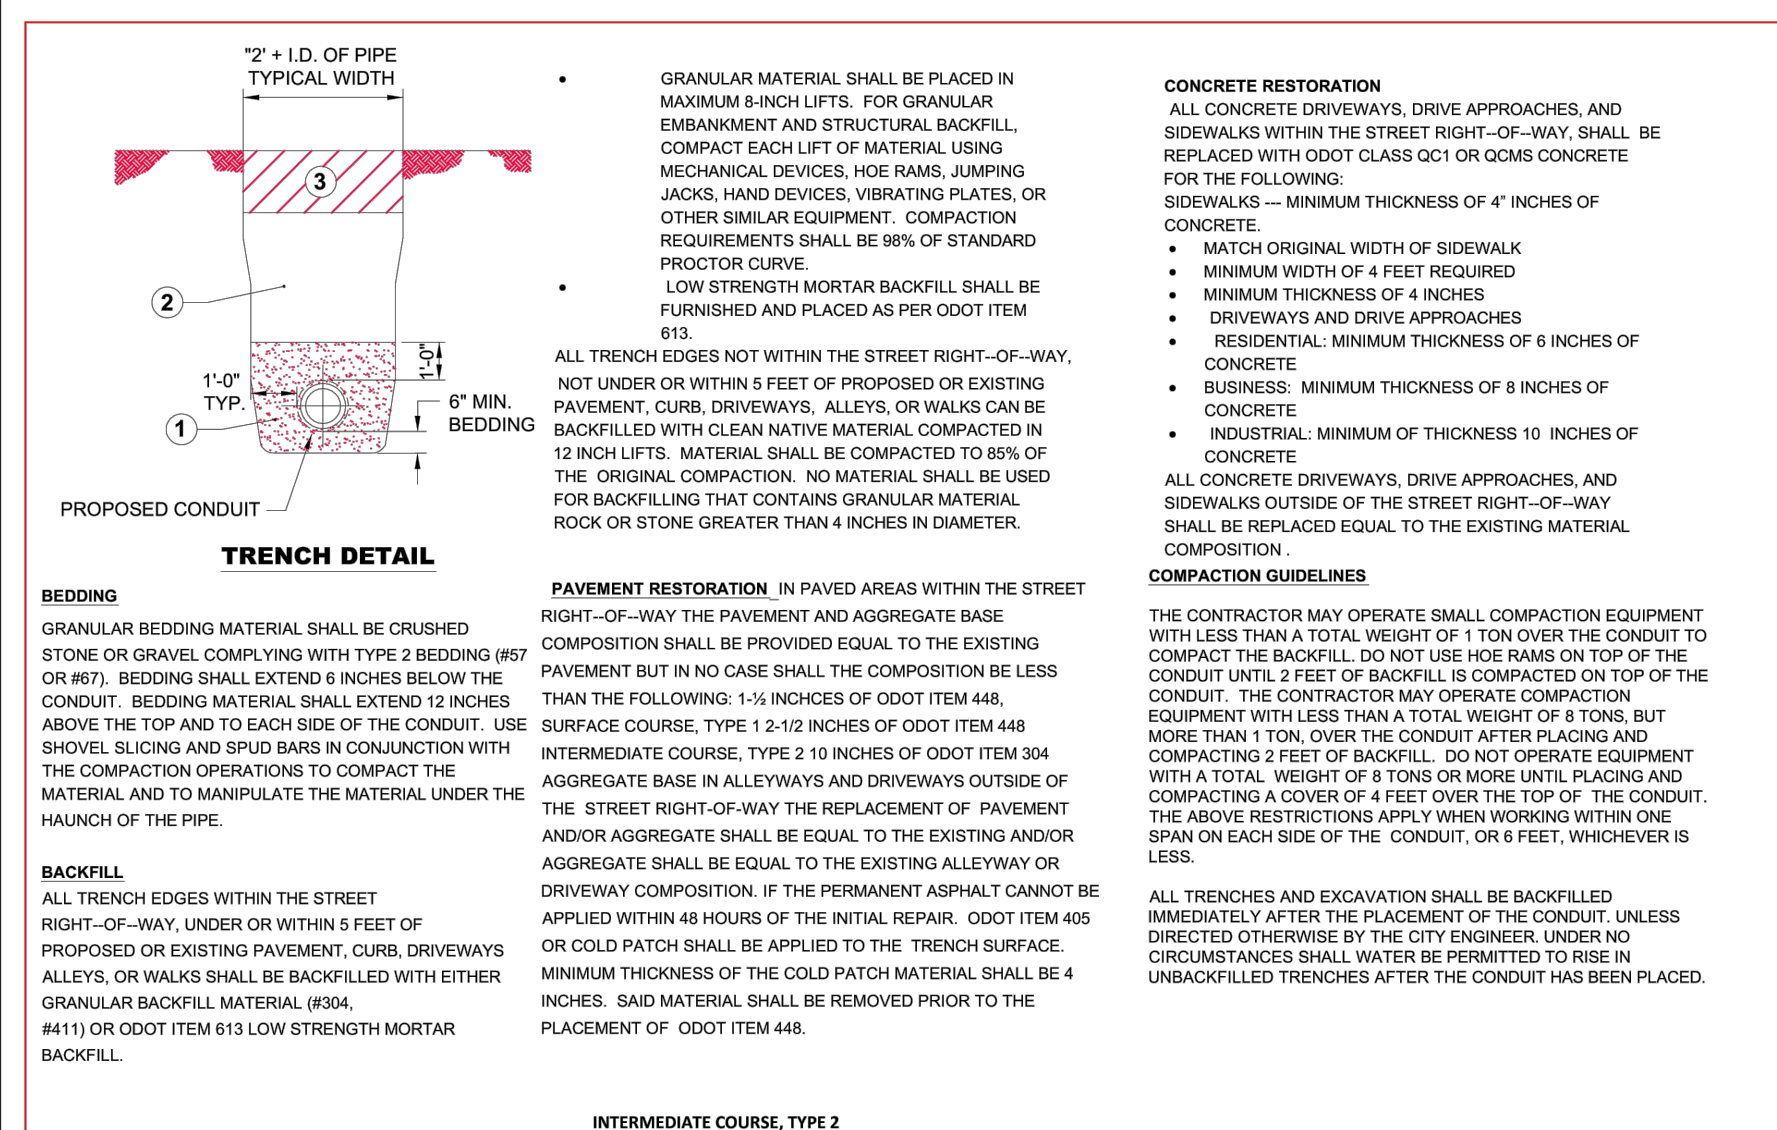 "2' + I.D. OF PIPE
TYPICAL WIDTH
3
2
1'-0"
1'-0"
TYP.
6" MIN.
BEDDING
1
PROPOSED CONDUIT
TRENCH DETAIL
BEDDING
GRANULAR BEDDING MATERIAL SHALL BE CRUSHED
STONE OR GRAVEL COMPLYING WITH TYPE 2 BEDDING (#57
OR #67). BEDDING SHALL EXTEND 6 INCHES BELOW THE
CONDUIT. BEDDING MATERIAL SHALL EXTEND 12 INCHES
ABOVE THE TOP AND TO EACH SIDE OF THE CONDUIT. USE
SHOVEL SLICING AND SPUD BARS IN CONJUNCTION WITH
THE COMPACTION OPERATIONS TO COMPACT THE
MATERIAL AND TO MANIPULATE THE MATERIAL UNDER THE
HAUNCH OF THE PIPE.
BACKFILL
ALL TRENCH EDGES WITHIN THE STREET
RIGHT--OF--WAY, UNDER OR WITHIN 5 FEET OF
PROPOSED OR EXISTING PAVEMENT, CURB, DRIVEWAYS
ALLEYS, OR WALKS SHALL BE BACKFILLED WITH EITHER
GRANULAR BACKFILL MATERIAL (#304,
#411) OR ODOT ITEM 613 LOW STRENGTH MORTAR
BACKFILL.
• GRANULAR MATERIAL SHALL BE PLACED IN
MAXIMUM 8-INCH LIFTS. FOR GRANULAR
EMBANKMENT AND STRUCTURAL BACKFILL,
COMPACT EACH LIFT OF MATERIAL USING
MECHANICAL DEVICES, HOE RAMS, JUMPING
JACKS, HAND DEVICES, VIBRATING PLATES, OR
OTHER SIMILAR EQUIPMENT. COMPACTION
REQUIREMENTS SHALL BE 98% OF STANDARD
PROCTOR CURVE.
• LOW STRENGTH MORTAR BACKFILL SHALL BE
FURNISHED AND PLACED AS PER ODOT ITEM
613.
ALL TRENCH EDGES NOT WITHIN THE STREET RIGHT--OF--WAY,
NOT UNDER OR WITHIN 5 FEET OF PROPOSED OR EXISTING
PAVEMENT, CURB, DRIVEWAYS, ALLEYS, OR WALKS CAN BE
BACKFILLED WITH CLEAN NATIVE MATERIAL COMPACTED IN
12 INCH LIFTS. MATERIAL SHALL BE COMPACTED TO 85% OF
THE ORIGINAL COMPACTION. NO MATERIAL SHALL BE USED
FOR BACKFILLING THAT CONTAINS GRANULAR MATERIAL
ROCK OR STONE GREATER THAN 4 INCHES IN DIAMETER.
PAVEMENT RESTORATION _IN PAVED AREAS WITHIN THE STREET
RIGHT--OF--WAY THE PAVEMENT AND AGGREGATE BASE
COMPOSITION SHALL BE PROVIDED EQUAL TO THE EXISTING
PAVEMENT BUT IN NO CASE SHALL THE COMPOSITION BE LESS
THAN THE FOLLOWING: 1-½ INCHCES OF ODOT ITEM 448,
SURFACE COURSE, TYPE 1 2-1/2 INCHES OF ODOT ITEM 448
INTERMEDIATE COURSE, TYPE 2 10 INCHES OF ODOT ITEM 304
AGGREGATE BASE IN ALLEYWAYS AND DRIVEWAYS OUTSIDE OF
THE STREET RIGHT-OF-WAY THE REPLACEMENT OF PAVEMENT
AND/OR AGGREGATE SHALL BE EQUAL TO THE EXISTING AND/OR
AGGREGATE SHALL BE EQUAL TO THE EXISTING ALLEYWAY OR
DRIVEWAY COMPOSITION. IF THE PERMANENT ASPHALT CANNOT BE
APPLIED WITHIN 48 HOURS OF THE INITIAL REPAIR. ODOT ITEM 405
OR COLD PATCH SHALL BE APPLIED TO THE TRENCH SURFACE.
MINIMUM THICKNESS OF THE COLD PATCH MATERIAL SHALL BE 4
INCHES. SAID MATERIAL SHALL BE REMOVED PRIOR TO THE
PLACEMENT OF ODOT ITEM 448.
INTERMEDIATE COURSE, TYPE 2
CONCRETE RESTORATION
ALL CONCRETE DRIVEWAYS, DRIVE APPROACHES, AND
SIDEWALKS WITHIN THE STREET RIGHT--OF--WAY, SHALL BE
REPLACED WITH ODOT CLASS QC1 OR QCMS CONCRETE
FOR THE FOLLOWING:
SIDEWALKS --- MINIMUM THICKNESS OF 4” INCHES OF
CONCRETE.
• MATCH ORIGINAL WIDTH OF SIDEWALK
• MINIMUM WIDTH OF 4 FEET REQUIRED
• MINIMUM THICKNESS OF 4 INCHES
• DRIVEWAYS AND DRIVE APPROACHES
• RESIDENTIAL: MINIMUM THICKNESS OF 6 INCHES OF
CONCRETE
• BUSINESS: MINIMUM THICKNESS OF 8 INCHES OF
CONCRETE
• INDUSTRIAL: MINIMUM OF THICKNESS 10 INCHES OF
CONCRETE
ALL CONCRETE DRIVEWAYS, DRIVE APPROACHES, AND
SIDEWALKS OUTSIDE OF THE STREET RIGHT--OF--WAY
SHALL BE REPLACED EQUAL TO THE EXISTING MATERIAL
COMPOSITION .
COMPACTION GUIDELINES
THE CONTRACTOR MAY OPERATE SMALL COMPACTION EQUIPMENT
WITH LESS THAN A TOTAL WEIGHT OF 1 TON OVER THE CONDUIT TO
COMPACT THE BACKFILL. DO NOT USE HOE RAMS ON TOP OF THE
CONDUIT UNTIL 2 FEET OF BACKFILL IS COMPACTED ON TOP OF THE
CONDUIT. THE CONTRACTOR MAY OPERATE COMPACTION
EQUIPMENT WITH LESS THAN A TOTAL WEIGHT OF 8 TONS, BUT
MORE THAN 1 TON, OVER THE CONDUIT AFTER PLACING AND
COMPACTING 2 FEET OF BACKFILL. DO NOT OPERATE EQUIPMENT
WITH A TOTAL WEIGHT OF 8 TONS OR MORE UNTIL PLACING AND
COMPACTING A COVER OF 4 FEET OVER THE TOP OF THE CONDUIT.
THE ABOVE RESTRICTIONS APPLY WHEN WORKING WITHIN ONE
SPAN ON EACH SIDE OF THE CONDUIT, OR 6 FEET, WHICHEVER IS
LESS.
ALL TRENCHES AND EXCAVATION SHALL BE BACKFILLED
IMMEDIATELY AFTER THE PLACEMENT OF THE CONDUIT. UNLESS
DIRECTED OTHERWISE BY THE CITY ENGINEER. UNDER NO
CIRCUMSTANCES SHALL WATER BE PERMITTED TO RISE IN
UNBACKFILLED TRENCHES AFTER THE CONDUIT HAS BEEN PLACED.